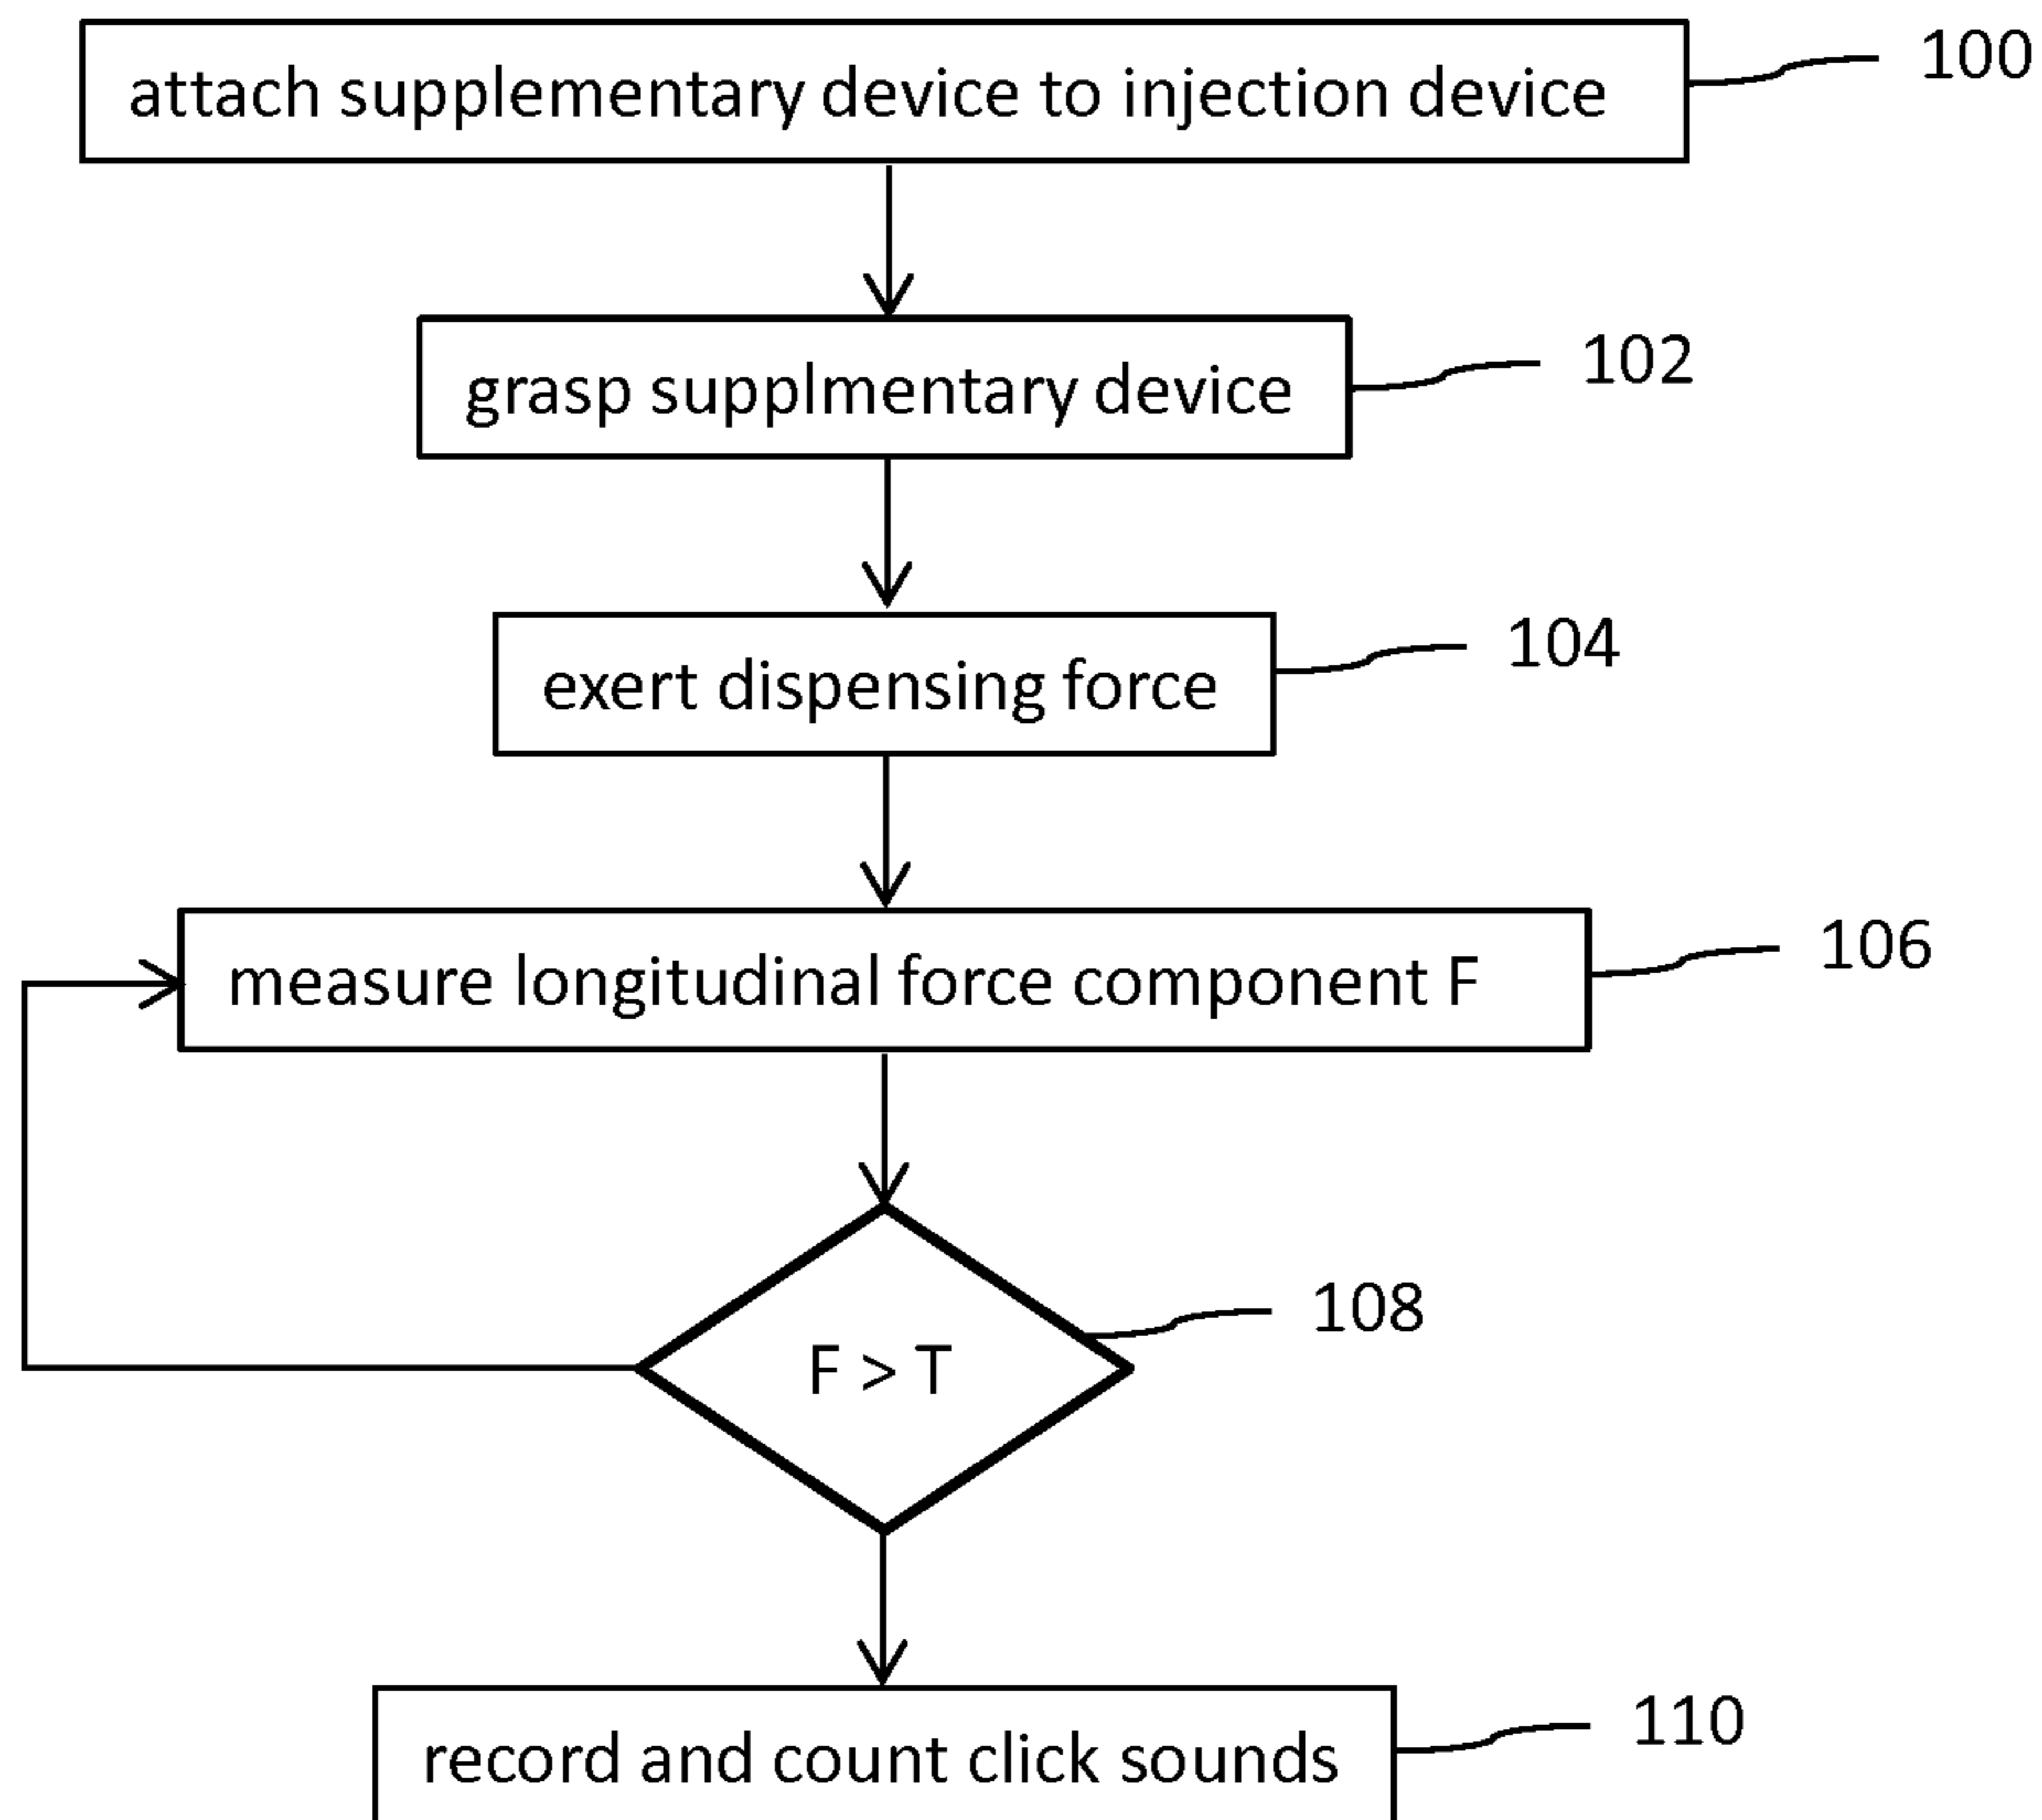 attach supplementary device to injection device
100
grasp supplmentary device
102
exert dispensing force
104
measure longitudinal force component F
106
F > T
108
record and count click sounds
110